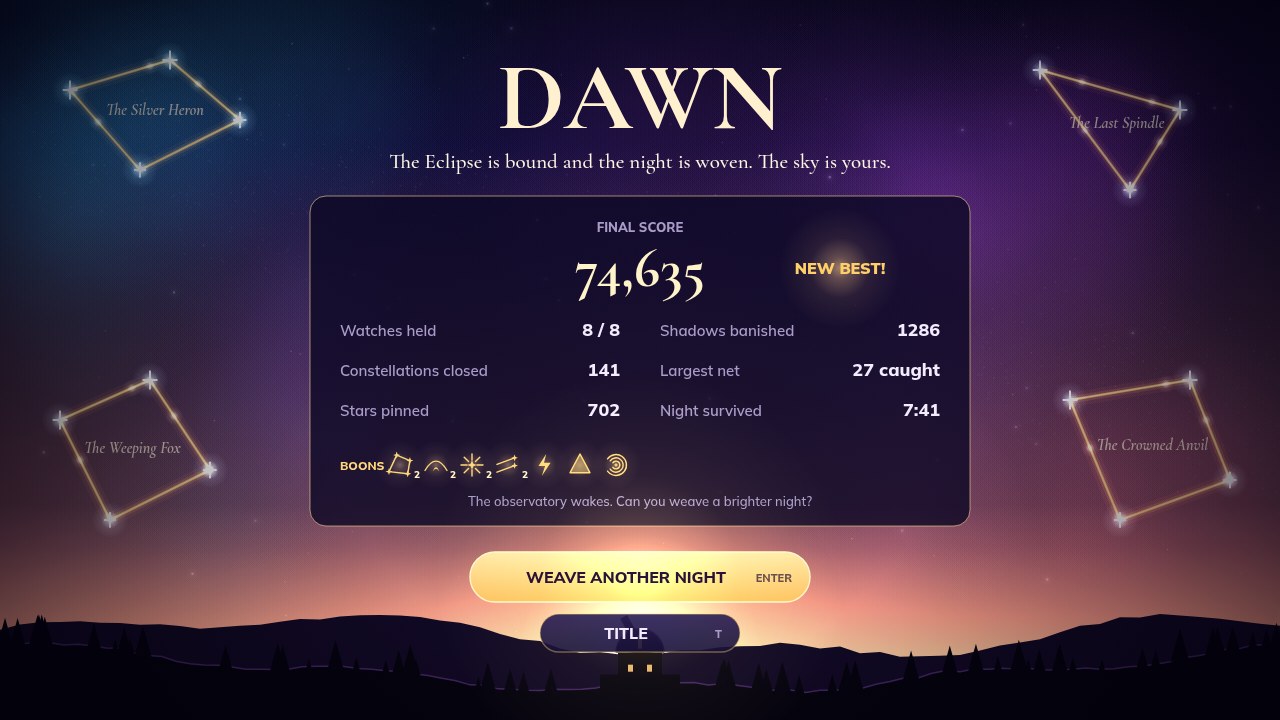 DAWN
The Eclipse is bound and the night is woven. The sky is yours.
The Silver Heron
The Last Spindle
FINAL SCORE
74,635
NEW BEST!
Watches held 8 / 8
Shadows banished 1286
Constellations closed 141
Largest net 27 caught
Stars pinned 702
Night survived 7:41
The Weeping Fox
The Crowned Anvil
BOONS 2 2 2 2
The observatory wakes. Can you weave a brighter night?
WEAVE ANOTHER NIGHT ENTER
TITLE T